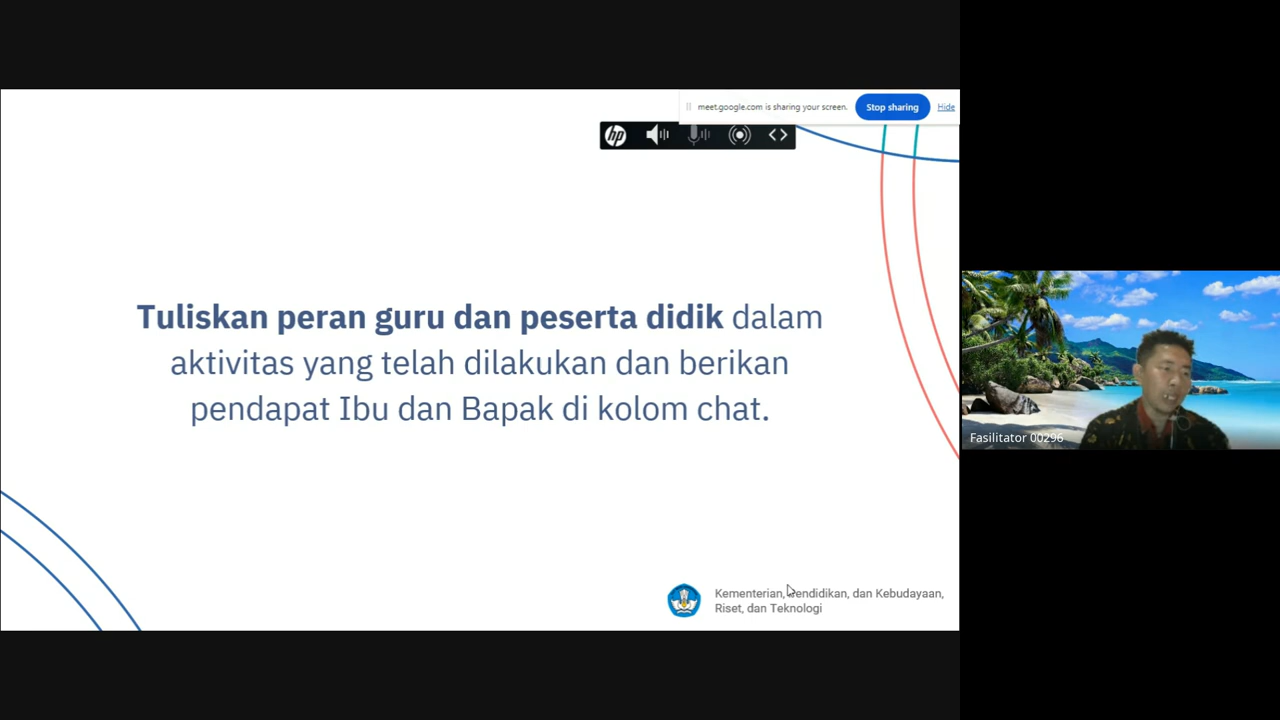 meet.google.com is sharing your screen. Stop sharing Hide
hp
Tuliskan peran guru dan peserta didik dalam
aktivitas yang telah dilakukan dan berikan
pendapat Ibu dan Bapak di kolom chat.
Fasilitator 00296
Kementerian, Pendidikan, dan Kebudayaan,
Riset, dan Teknologi